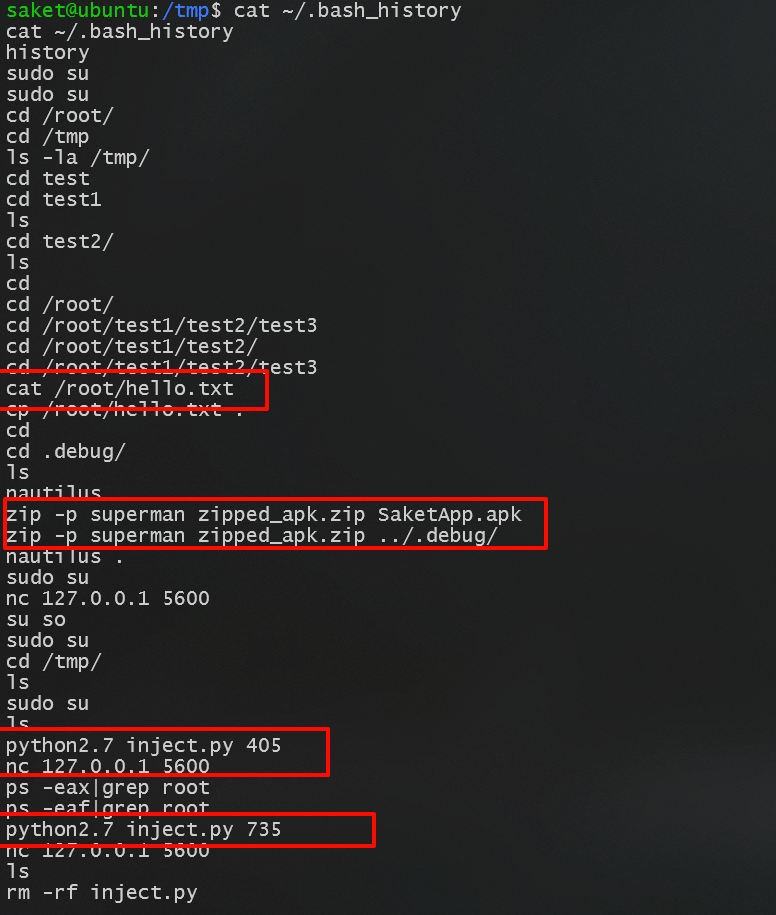 saket@ubuntu:/tmp$ cat ~/.bash_history
cat ~/.bash_history
history
sudo su
sudo su
cd /root/
cd /tmp
ls -la /tmp/
cd test
cd test1
ls
cd test2/
ls
cd
cd /root/
cd /root/test1/test2/test3
cd /root/test1/test2/
cd /root/test1/test2/test3
cat /root/hello.txt
cp /root/hello.txt .
cd
cd .debug/
ls
nautilus
zip -p superman zipped_apk.zip SaketApp.apk
zip -p superman zipped_apk.zip ../.debug/
nautilus .
sudo su
nc 127.0.0.1 5600
su so
sudo su
cd /tmp/
ls
sudo su
ls
python2.7 inject.py 405
nc 127.0.0.1 5600
ps -eax|grep root
ps -eaf|grep root
python2.7 inject.py 735
nc 127.0.0.1 5600
ls
rm -rf inject.py